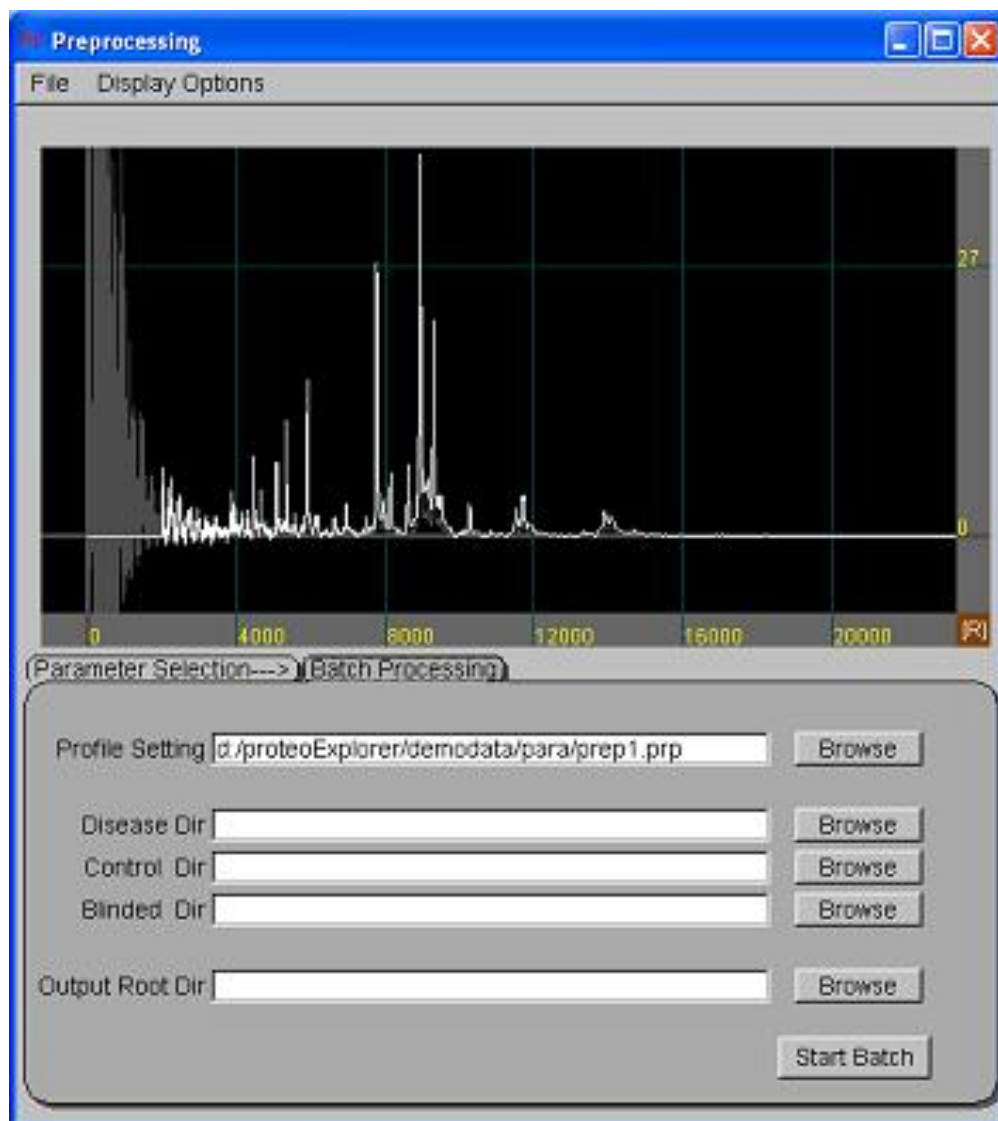 Preprocessing
File Display Options
27
0
0 4000 8000 12000 16000 20000 [R]
(Parameter Selection---> )(Batch Processing)
Profile Setting d:/proteoExplorer/demodata/para/prep1.prp Browse
Disease Dir Browse
Control Dir Browse
Blinded Dir Browse
Output Root Dir Browse
Start Batch